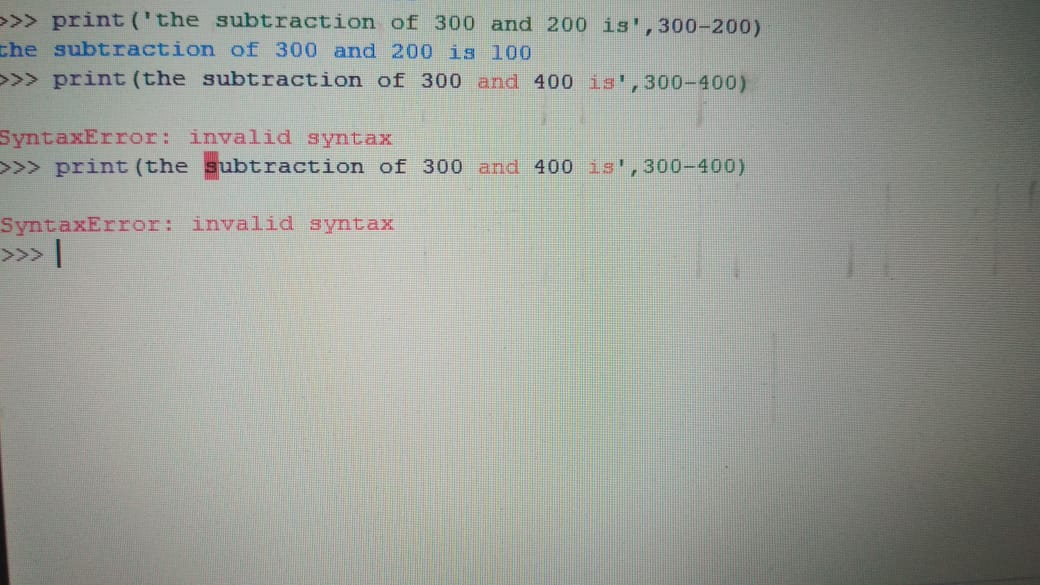 >>> print('the subtraction of 300 and 200 is',300-200)
the subtraction of 300 and 200 is 100
>>> print(the subtraction of 300 and 400 is',300-400)
SyntaxError: invalid syntax
>>> print(the subtraction of 300 and 400 is',300-400)
SyntaxError: invalid syntax
>>>